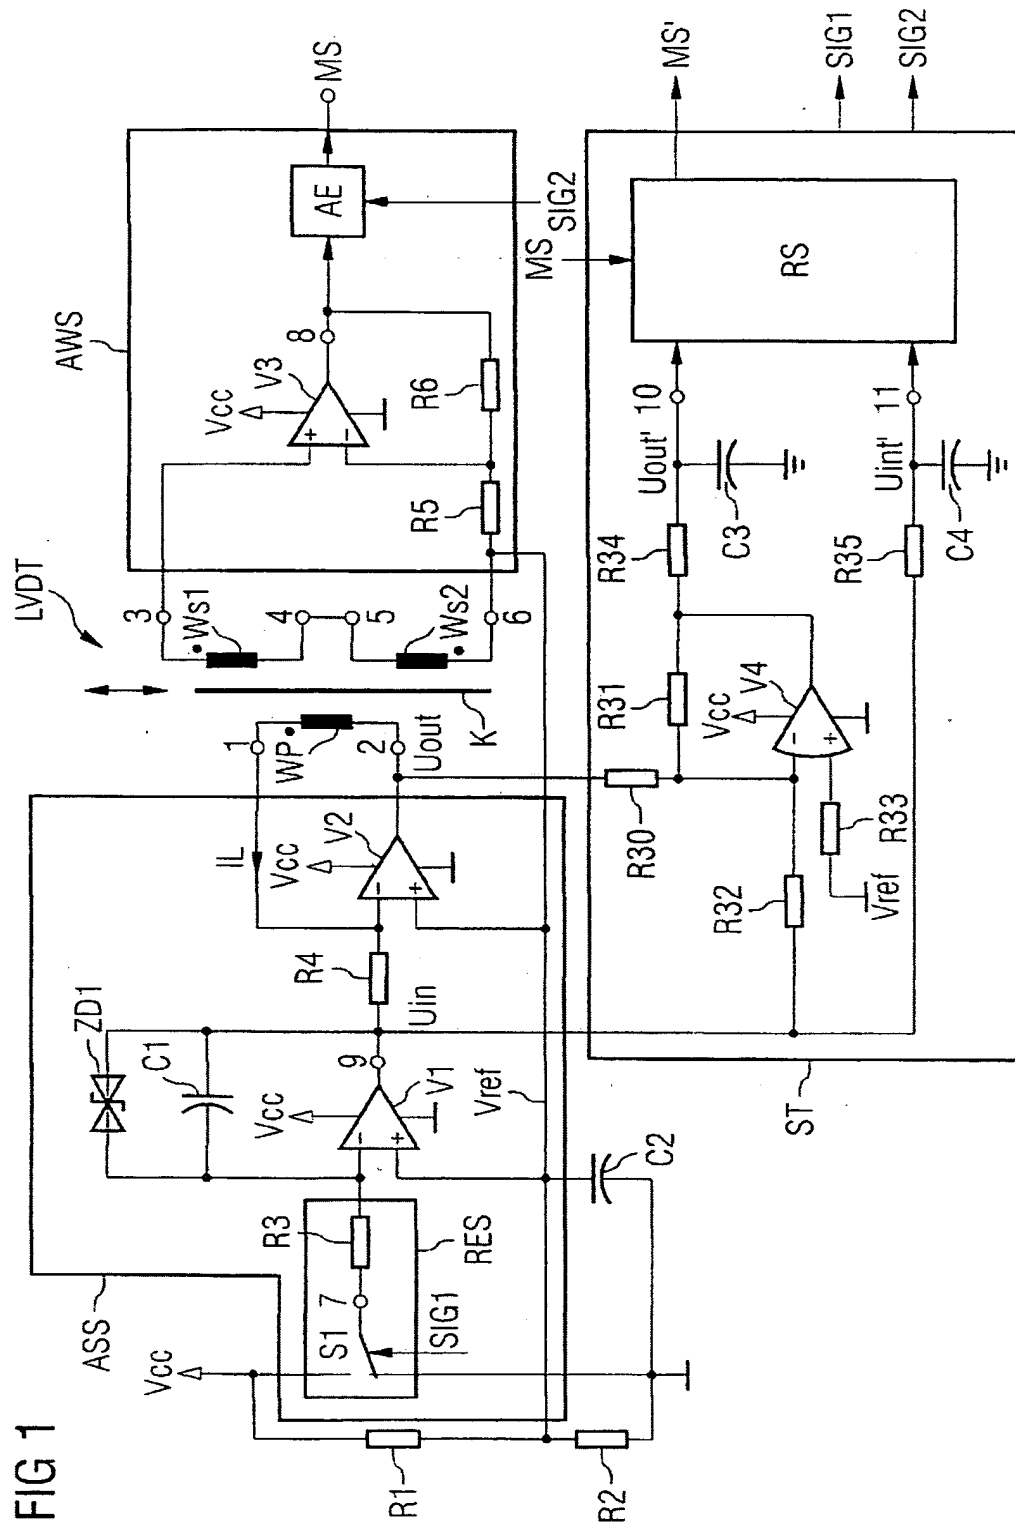 FIG 1
LVDT
AWS
ASS
ZD1
C1
Vcc
9
V1
Uin
R4
IL
Vcc
V2
1
WP
2
Uout
K
3
Ws1
4
5
Ws2
6
Vcc
V3
+
-
8
R5
R6
AE
MS
SIG2
Vcc
S1
7
R3
SIG1
RES
-
+
-
+
Vref
R1
R2
C2
ST
R30
R31
R32
R33
Vref
Vcc
V4
-
+
R34
R35
Uout'
10
C3
Uint'
11
C4
MS
RS
MS'
SIG1
SIG2